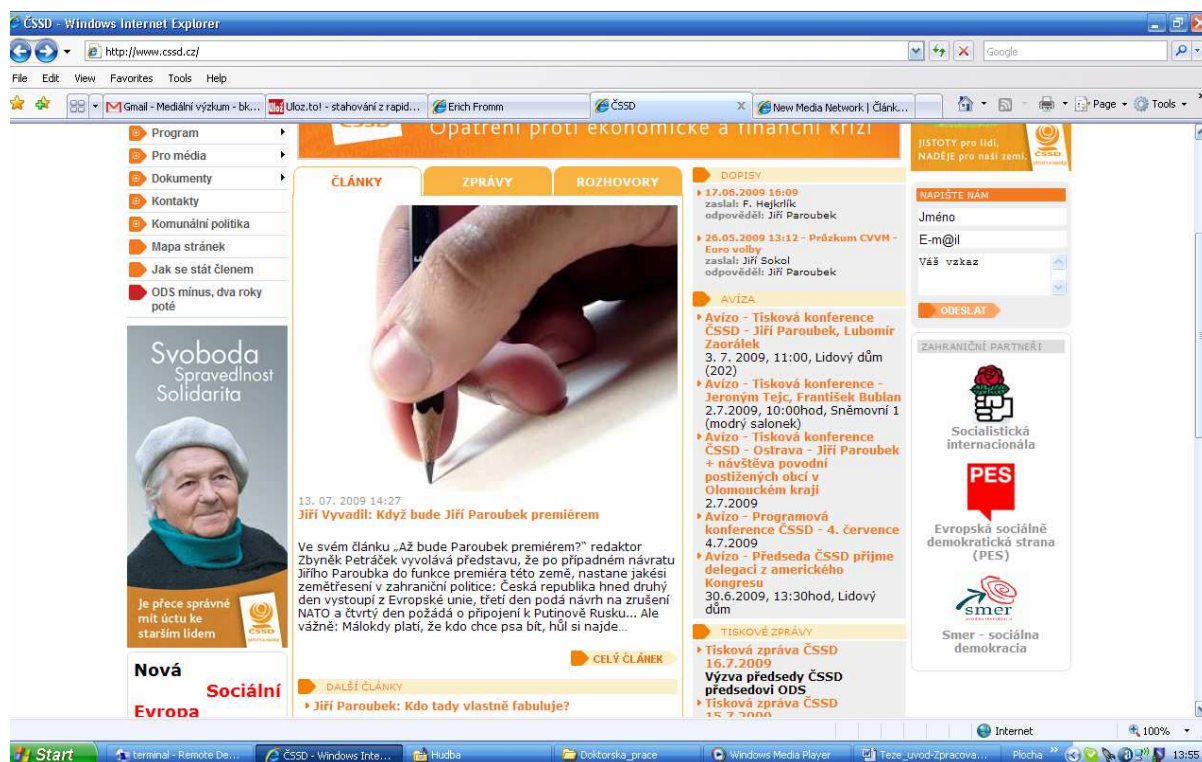 ČSSD - Windows Internet Explorer
http://www.cssd.cz/
Google
File Edit View Favorites Tools Help
Gmail - Mediální výzkum - bk...
Uloz.to! - stahování z rapid...
Erich Fromm
ČSSD
New Media Network | Článk...
Page
Tools
Program
Pro média
Dokumenty
Kontakty
Komunální politika
Mapa stránek
Jak se stát členem
ODS mínus, dva roky
poté
Svoboda
Spravedlnost
Solidarita
Je přece správné
mít úctu ke
starším lidem
ČSSD
Nová
Sociální
Evropa
ČSSD
Opatření proti ekonomické a finanční krizi
ČLÁNKY
ZPRÁVY
ROZHOVORY
13. 07. 2009 14:27
Jiří Vyvadil: Když bude Jiří Paroubek premiérem
Ve svém článku „Až bude Paroubek premiérem?" redaktor
Zbyněk Petráček vyvolává představu, že po případném návratu
Jiřího Paroubka do funkce premiéra této země, nastane jakési
zemětřesení v zahraniční politice: Česká republika hned druhý
den vystoupí z Evropské unie, třetí den podá návrh na zrušení
NATO a čtvrtý den požádá o připojení k Putinově Rusku... Ale
vážně: Málokdy platí, že kdo chce psa bít, hůl si najde...
CELÝ ČLÁNEK
DALŠÍ ČLÁNKY
Jiří Paroubek: Kdo tady vlastně fabuluje?
DOPISY
17.06.2009 16:09
zaslal: F. Hejkrlík
odpověděl: Jiří Paroubek
26.05.2009 13:12 - Průzkum CVVM -
Euro volby
zaslal: Jiří Sokol
odpověděl: Jiří Paroubek
AVÍZA
Avízo - Tisková konference
ČSSD - Jiří Paroubek, Lubomír
Zaorálek
3. 7. 2009, 11:00, Lidový dům
(202)
Avízo - Tisková konference -
Jeroným Tejc, František Bublan
2.7.2009, 10:00hod, Sněmovní 1
(modrý salonek)
Avízo - Tisková konference
ČSSD - Ostrava - Jiří Paroubek
+ návštěva povodní
postižených obcí v
Olomouckém kraji
2.7.2009
Avízo - Programová
konference ČSSD - 4. července
4.7.2009
Avízo - Předseda ČSSD přijme
delegaci z amerického
Kongresu
30.6.2009, 13:30hod, Lidový
dům
TISKOVÉ ZPRÁVY
Tisková zpráva ČSSD
16.7.2009
Výzva předsedy ČSSD
předsedovi ODS
Tisková zpráva ČSSD
15.7.2009
JISTOTY pro lidi,
NADĚJE pro naši zemi.
ČSSD
NAPIŠTE NÁM
Jméno
E-m@il
Váš vzkaz
ODESLAT
ZAHRANIČNÍ PARTNEŘI
Socialistická
internacionála
PES
Evropská sociálně
demokratická strana
(PES)
smer
Smer - sociálna
demokracia
Internet
100%
Start
terminal - Remote De...
ČSSD - Windows Inte...
Hudba
Doktorska_prace
Windows Media Player
Teze_uvod-Zpracova...
Plocha
13:55